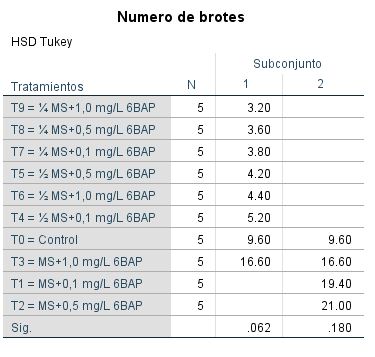 Numero de brotes
HSD Tukey
Subconjunto
Tratamientos N 1 2
T9 = ¼ MS+1,0 mg/L 6BAP 5 3.20
T8 = ¼ MS+0,5 mg/L 6BAP 5 3.60
T7 = ¼ MS+0,1 mg/L 6BAP 5 3.80
T5 = ½ MS+0,5 mg/L 6BAP 5 4.20
T6 = ½ MS+1,0 mg/L 6BAP 5 4.40
T4 = ½ MS+0,1 mg/L 6BAP 5 5.20
T0 = Control 5 9.60 9.60
T3 = MS+1,0 mg/L 6BAP 5 16.60 16.60
T1 = MS+0,1 mg/L 6BAP 5 19.40
T2 = MS+0,5 mg/L 6BAP 5 21.00
Sig. .062 .180